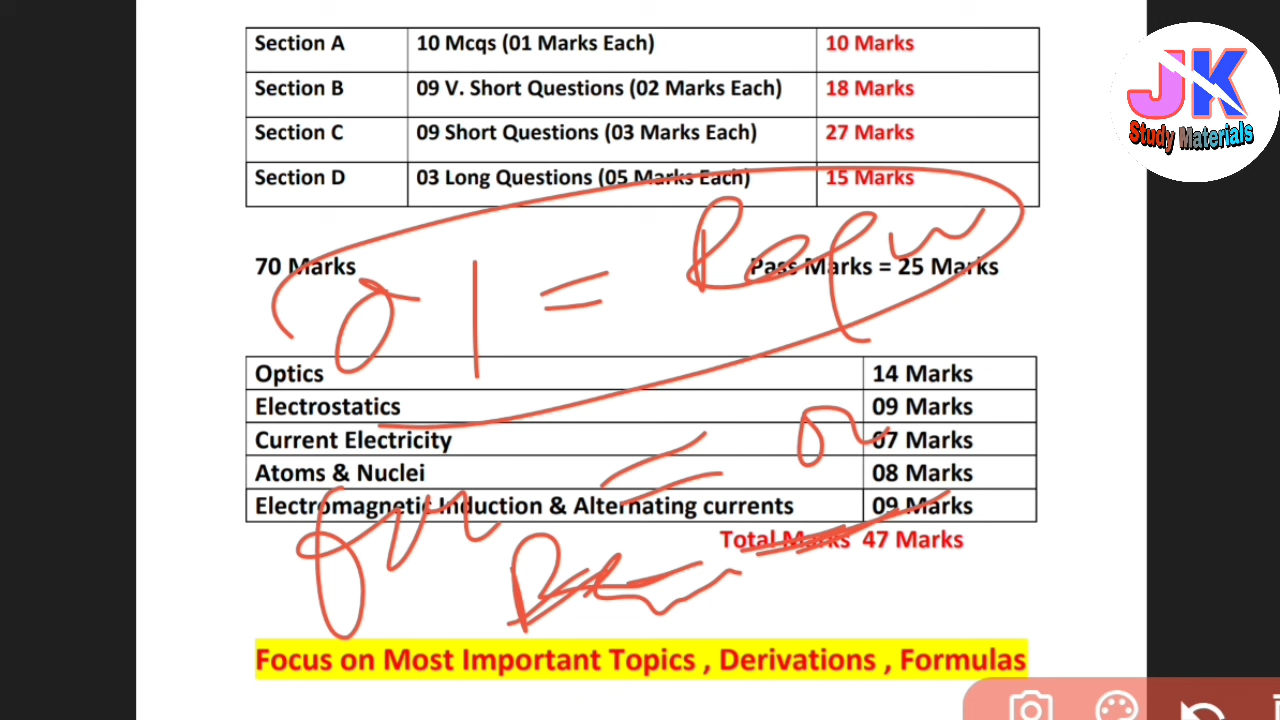 Section A 10 Mcqs (01 Marks Each) 10 Marks
Section B 09 V. Short Questions (02 Marks Each) 18 Marks
Section C 09 Short Questions (03 Marks Each) 27 Marks
Section D 03 Long Questions (05 Marks Each) 15 Marks
JK
Study Materials
70 Marks Pass Marks = 25 Marks
Optics 14 Marks
Electrostatics 09 Marks
Current Electricity 07 Marks
Atoms & Nuclei 08 Marks
Electromagnetic Induction & Alternating currents 09 Marks
Total Marks 47 Marks
Focus on Most Important Topics , Derivations , Formulas